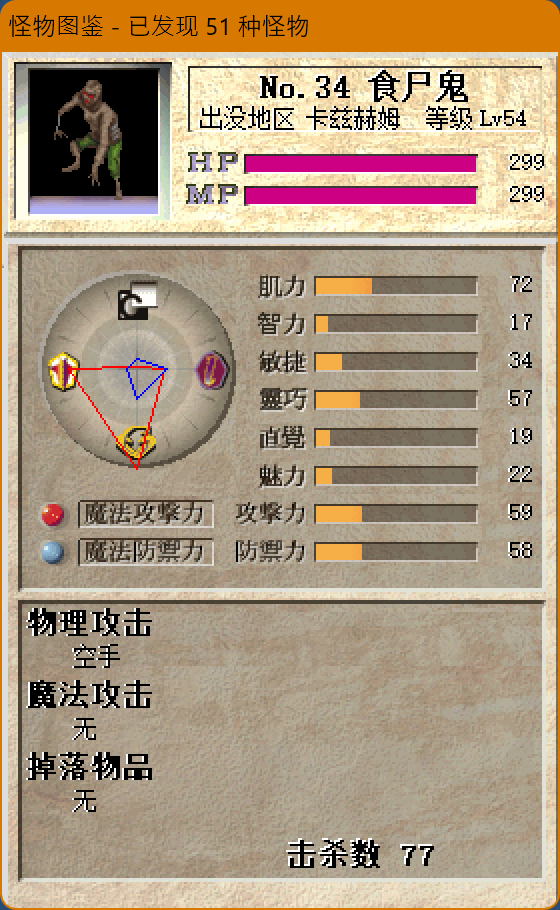 怪物图鉴 - 已发现 51 种怪物
No.34 食尸鬼
出没地区 卡兹赫姆 等级 Lv54
HP 299
MP 299
肌力 72
智力 17
敏捷 34
靈巧 57
直覺 19
魅力 22
魔法攻擊力 攻擊力 59
魔法防禦力 防禦力 58
物理攻击
空手
魔法攻击
无
掉落物品
无
击杀数 77